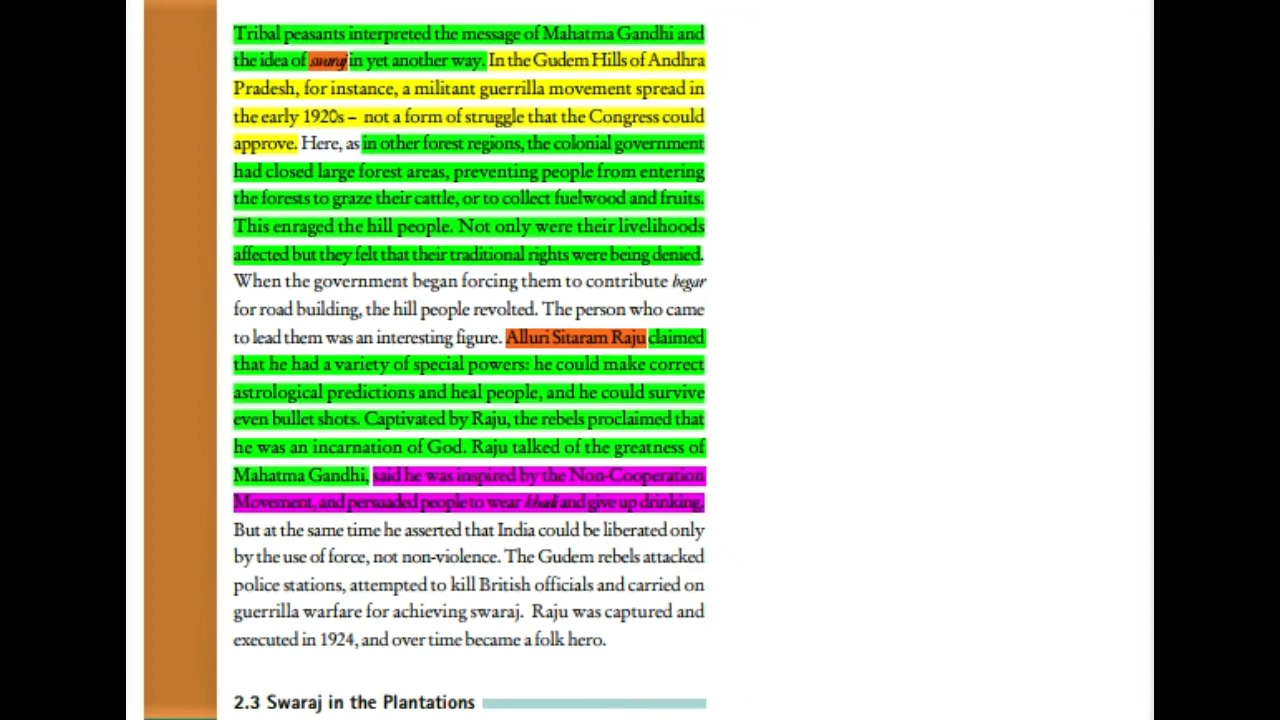 Tribal peasants interpreted the message of Mahatma Gandhi and
the idea of swaraj in yet another way. In the Gudem Hills of Andhra
Pradesh, for instance, a militant guerrilla movement spread in
the early 1920s – not a form of struggle that the Congress could
approve. Here, as in other forest regions, the colonial government
had closed large forest areas, preventing people from entering
the forests to graze their cattle, or to collect fuelwood and fruits.
This enraged the hill people. Not only were their livelihoods
affected but they felt that their traditional rights were being denied.
When the government began forcing them to contribute begar
for road building, the hill people revolted. The person who came
to lead them was an interesting figure. Alluri Sitaram Raju claimed
that he had a variety of special powers: he could make correct
astrological predictions and heal people, and he could survive
even bullet shots. Captivated by Raju, the rebels proclaimed that
he was an incarnation of God. Raju talked of the greatness of
Mahatma Gandhi, said he was inspired by the Non-Cooperation
Movement, and persuaded people to wear khadi and give up drinking.
But at the same time he asserted that India could be liberated only
by the use of force, not non-violence. The Gudem rebels attacked
police stations, attempted to kill British officials and carried on
guerrilla warfare for achieving swaraj. Raju was captured and
executed in 1924, and over time became a folk hero.
2.3 Swaraj in the Plantations